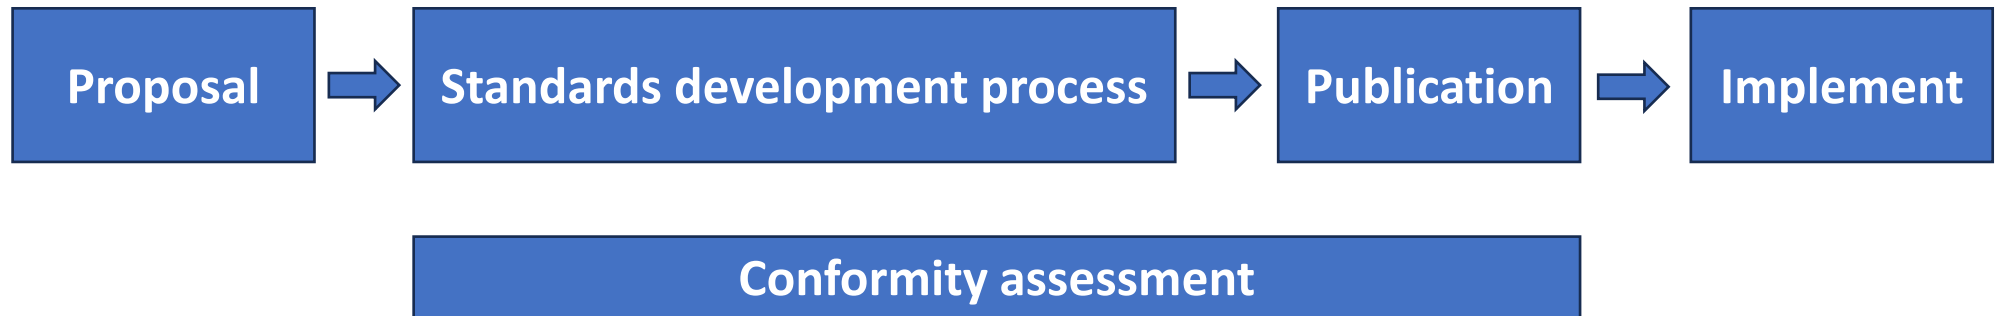 Proposal
Standards development process
Publication
Implement
Conformity assessment